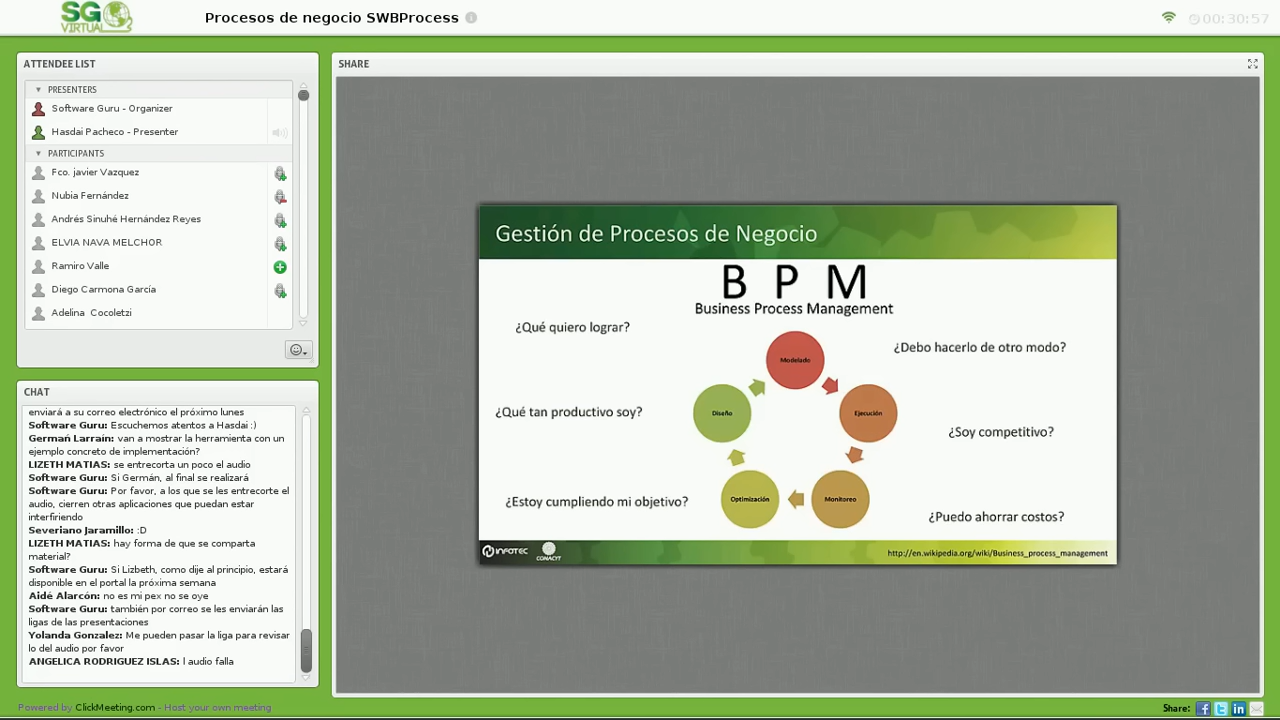 SG
VIRTUAL
Procesos de negocio SWBProcess
00:30:57
ATTENDEE LIST
PRESENTERS
Software Guru - Organizer
Hasdai Pacheco - Presenter
PARTICIPANTS
Fco. javier Vazquez
Nubia Fernández
Andrés Sinuhé Hernández Reyes
ELVIA NAVA MELCHOR
Ramiro Valle
Diego Carmona García
Adelina Cocoletzi
CHAT
enviará a su correo electrónico el próximo lunes
Software Guru: Escuchemos atentos a Hasdai :)
Germań Larraín: van a mostrar la herramienta con un
ejemplo concreto de implementación?
LIZETH MATIAS: se entrecorta un poco el audio
Software Guru: Si Germán, al final se realizará
Software Guru: Por favor, a los que se les entrecorte el
audio, cierren otras aplicaciones que puedan estar
interfiriendo
Severiano Jaramillo: :D
LIZETH MATIAS: hay forma de que se comparta
material?
Software Guru: Si Lizbeth, como dije al principio, estará
disponible en el portal la próxima semana
Aidé Alarcón: no es mi pex no se oye
Software Guru: también por correo se les enviarán las
ligas de las presentaciones
Yolanda Gonzalez: Me pueden pasar la liga para revisar
lo del audio por favor
ANGELICA RODRIGUEZ ISLAS: l audio falla
SHARE
Gestión de Procesos de Negocio
B P M
Business Process Management
¿Qué quiero lograr?
¿Debo hacerlo de otro modo?
Modelado
¿Qué tan productivo soy?
Diseño
Ejecución
¿Soy competitivo?
¿Estoy cumpliendo mi objetivo?
Optimización
Monitoreo
¿Puedo ahorrar costos?
INFOTEC
CONACYT
http://en.wikipedia.org/wiki/Business_process_management
Powered by ClickMeeting.com - Host your own meeting
Share: